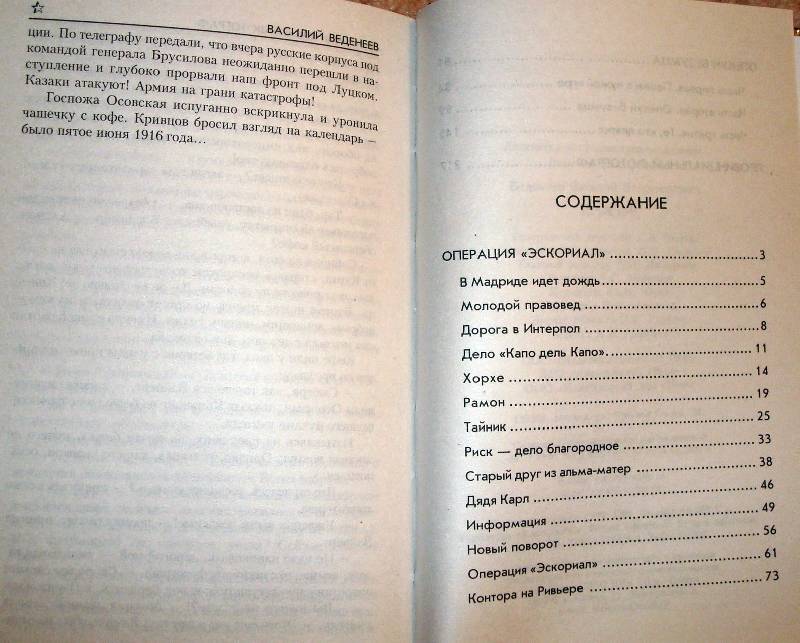 ВАСИЛИЙ ВЕДЕНЕЕВ
ции. По телеграфу передали, что вчера русские корпуса под
командой генерала Брусилова неожиданно перешли в на-
ступление и глубоко прорвали наш фронт под Луцком.
Казаки атакуют! Армия на грани катастрофы!
Госпожа Осовская испуганно вскрикнула и уронила
чашечку с кофе. Кривцов бросил взгляд на календарь –
было пятое июня 1916 года...
СОДЕРЖАНИЕ
ОПЕРАЦИЯ «ЭСКОРИАЛ» ........................ 3
В Мадриде идет дождь ........................ 5
Молодой правовед ........................ 6
Дорога в Интерпол ........................ 8
Дело «Капо дель Капо» ........................ 11
Хорхе ........................ 14
Рамон ........................ 19
Тайник ........................ 25
Риск — дело благородное ........................ 33
Старый друг из альма-матер ........................ 38
Дядя Карл ........................ 46
Информация ........................ 49
Новый поворот ........................ 56
Операция «Эскориал» ........................ 61
Контора на Ривьере ........................ 73